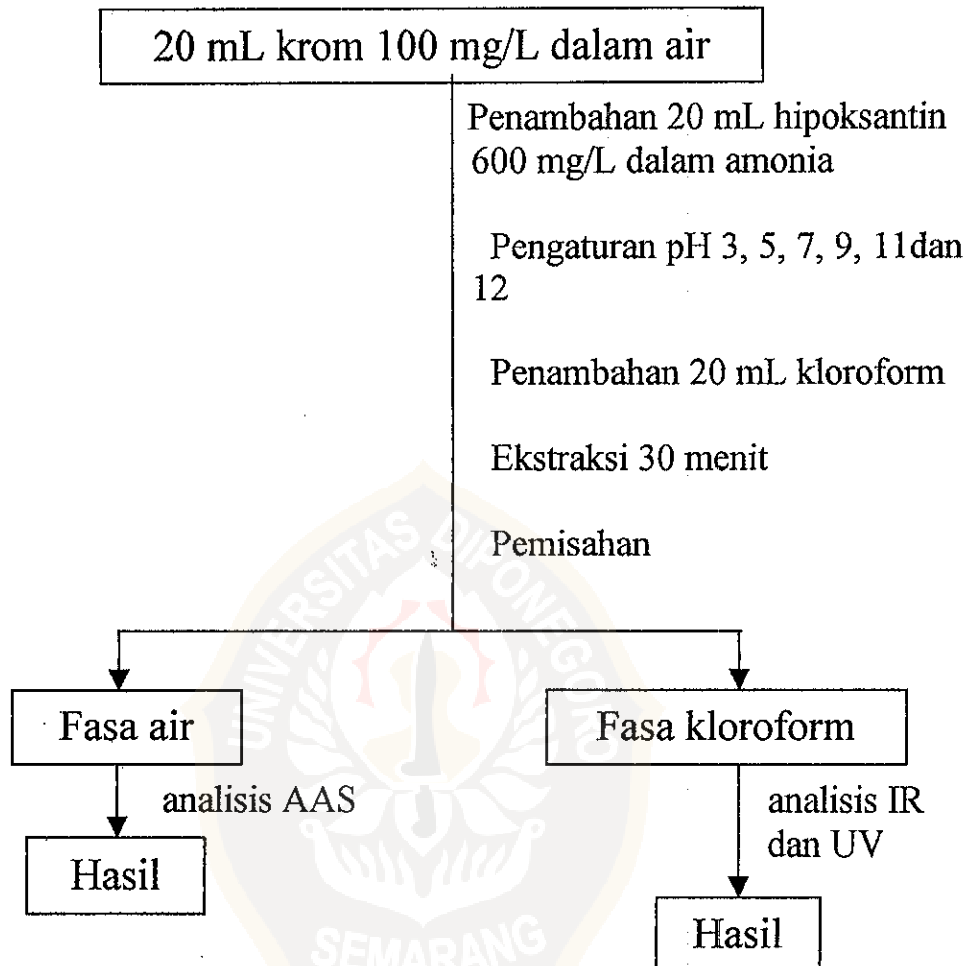 20 mL krom 100 mg/L dalam air
Penambahan 20 mL hipoksantin
600 mg/L dalam amonia
Pengaturan pH 3, 5, 7, 9, 11dan
12
Penambahan 20 mL kloroform
Ekstraksi 30 menit
Pemisahan
UNIVERSITAS DIPONEGORO
Fasa air
Fasa kloroform
analisis AAS
analisis IR
dan UV
Hasil
Hasil
SEMARANG